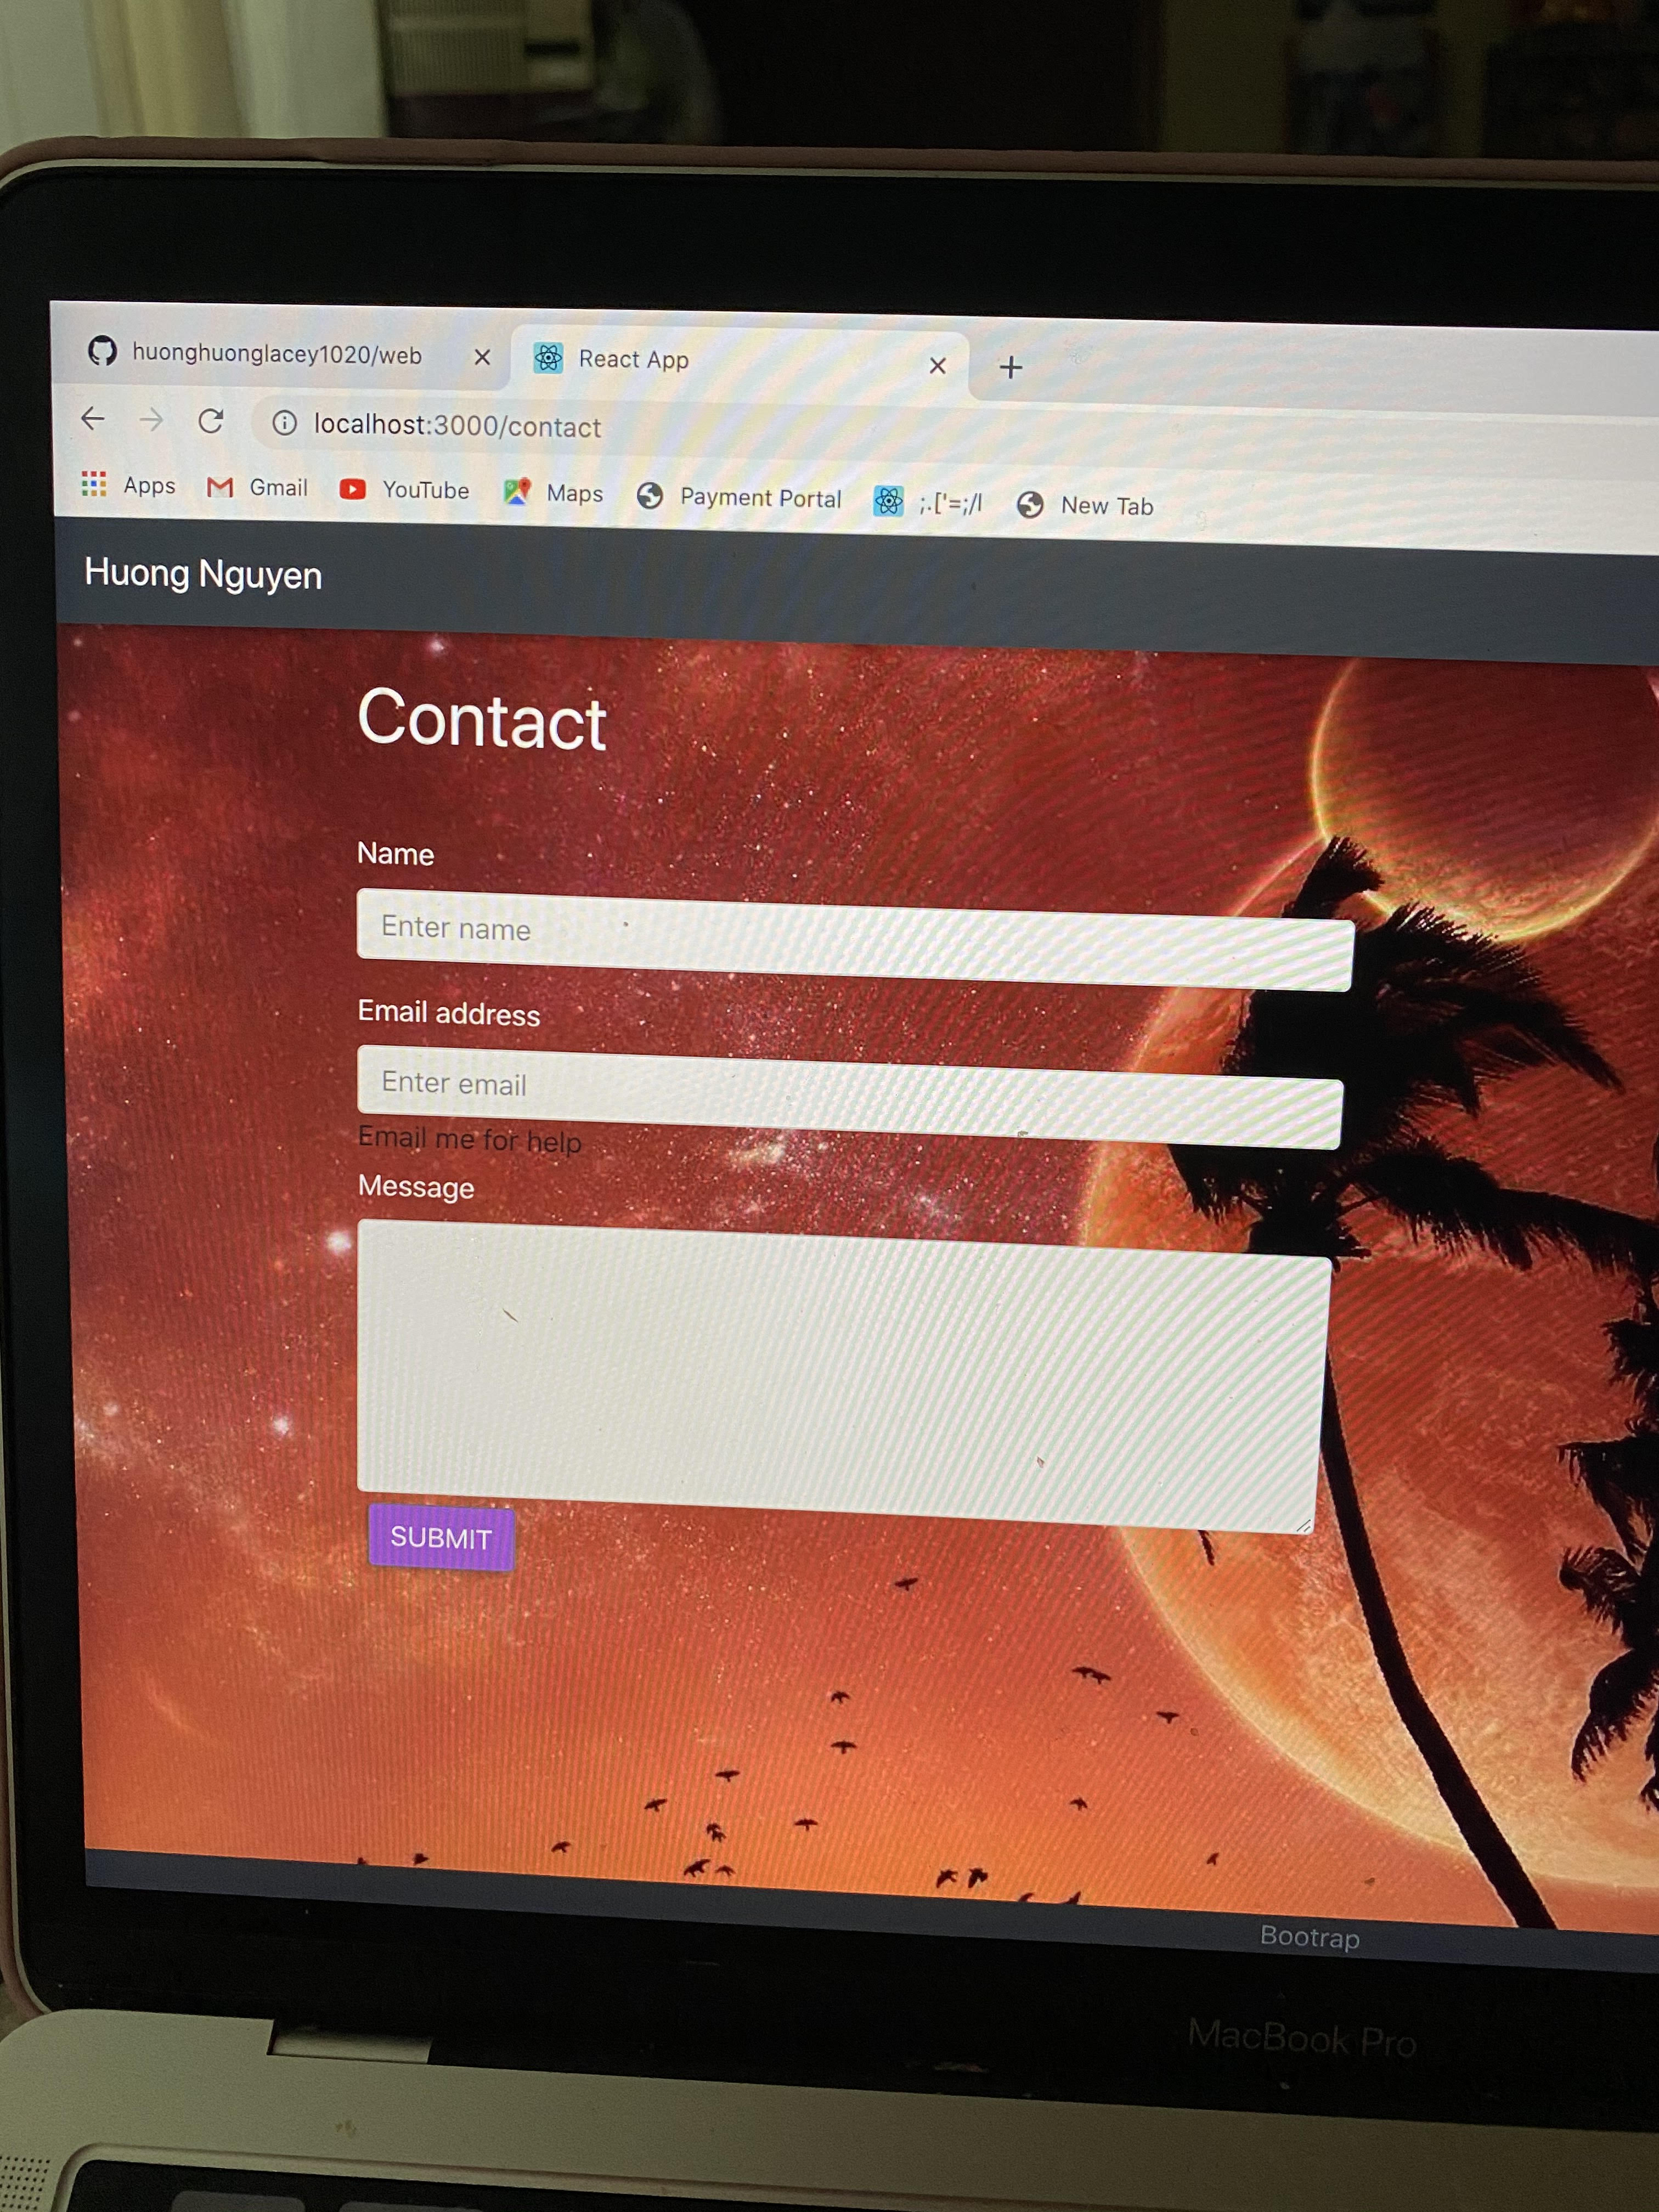 huonghuonglacey1020/web
React App
localhost:3000/contact
Apps Gmail YouTube Maps Payment Portal ;.['=;/l New Tab
Huong Nguyen
Contact
Name
Enter name
Email address
Enter email
Email me for help
Message
SUBMIT
Bootrap
MacBook Pro